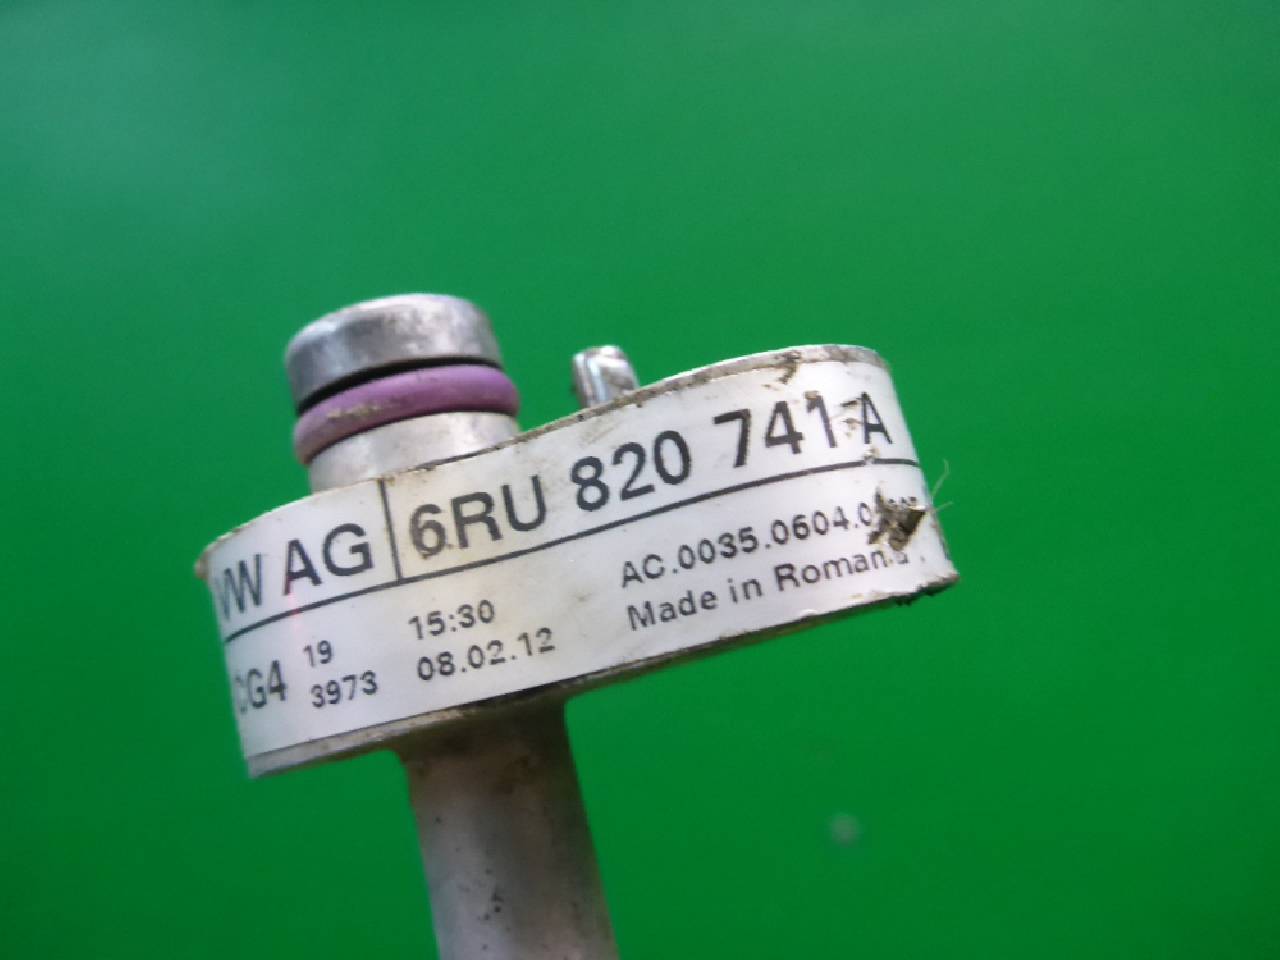 VW AG 6RU 820 741 A
CG4 19 15:30 AC.0035.0604.0
3973 08.02.12 Made in Romania